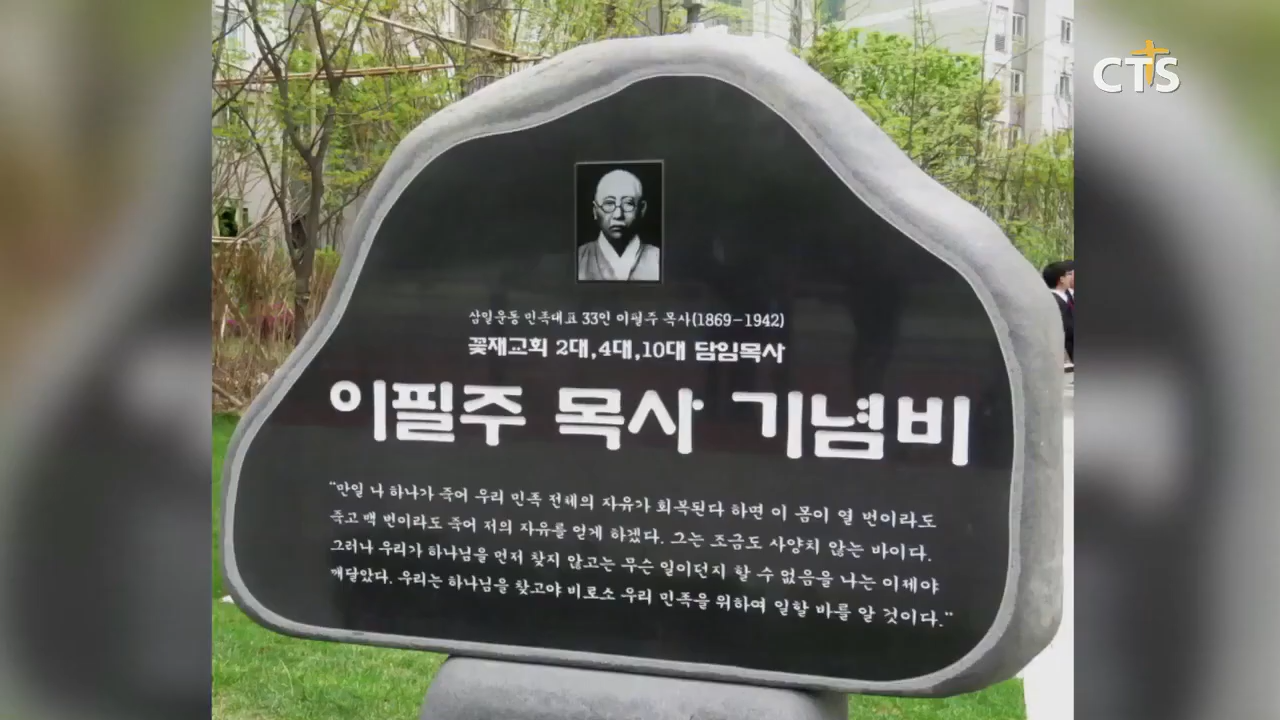 CTS
삼일운동 민족대표 33인 이필주 목사(1869-1942)
꽃재교회 2대,4대,10대 담임목사
이필주 목사 기념비
“만일 나 하나가 죽어 우리 민족 전체의 자유가 회복된다 하면 이 몸이 열 번이라도
죽고 백 번이라도 죽어 저의 자유를 얻게 하겠다. 그는 조금도 사양치 않는 바이다.
그러나 우리가 하나님을 먼저 찾지 않고는 무슨 일이던지 할 수 없음을 나는 이제야
깨달았다. 우리는 하나님을 찾고야 비로소 우리 민족을 위하여 일할 바를 알 것이다.”